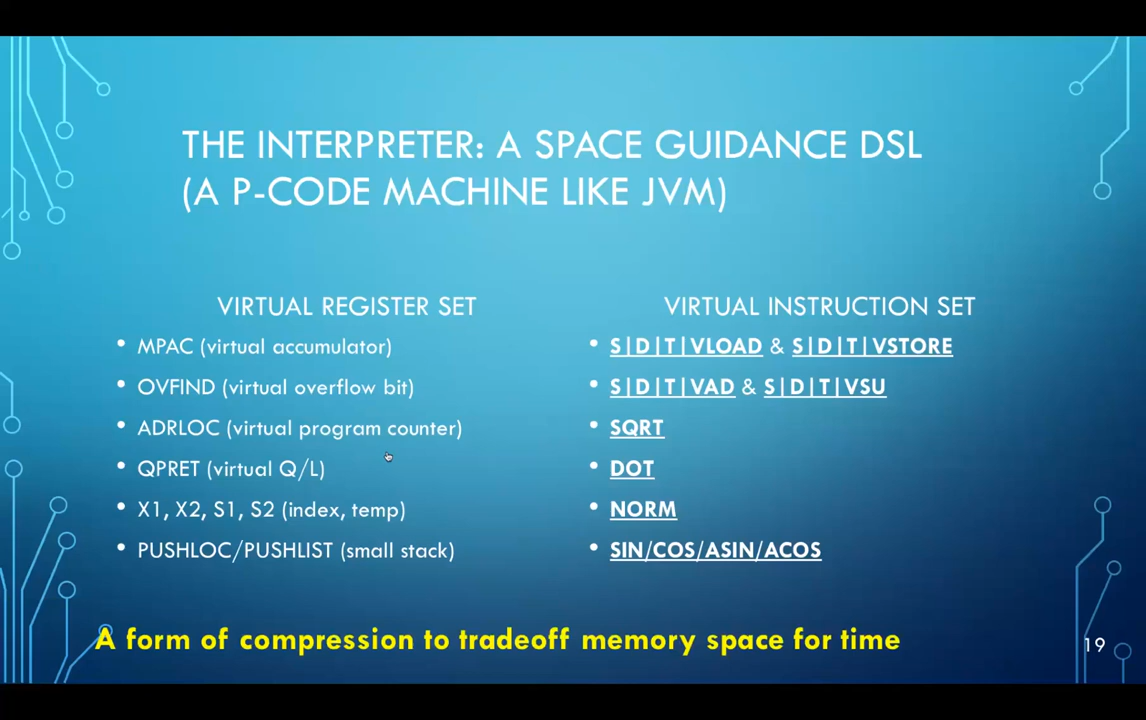 THE INTERPRETER: A SPACE GUIDANCE DSL
(A P-CODE MACHINE LIKE JVM)
VIRTUAL REGISTER SET
• MPAC (virtual accumulator)
• OVFIND (virtual overflow bit)
• ADRLOC (virtual program counter)
• QPRET (virtual Q/L)
• X1, X2, S1, S2 (index, temp)
• PUSHLOC/PUSHLIST (small stack)
VIRTUAL INSTRUCTION SET
• S|D|T|VLOAD & S|D|T|VSTORE
• S|D|T|VAD & S|D|T|VSU
• SQRT
• DOT
• NORM
• SIN/COS/ASIN/ACOS
A form of compression to tradeoff memory space for time
19